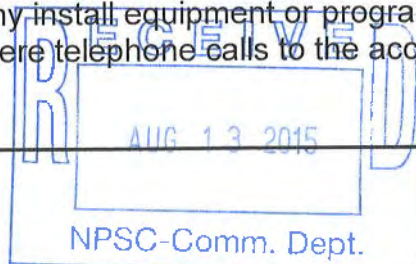 ny install equipment or progra
ere telephone calls to the acc
RECEIVED
AUG 13 2015
NPSC-Comm. Dept.